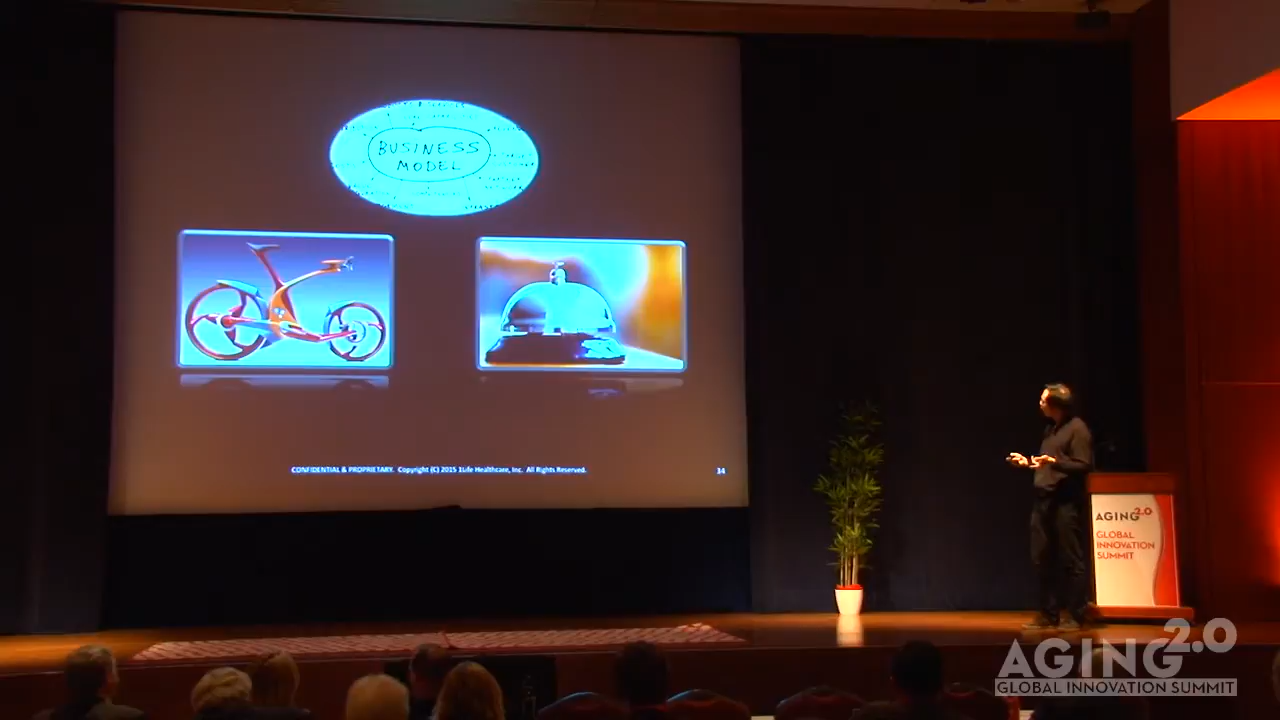 BUSINESS
MODEL
CONFIDENTIAL & PROPRIETARY. Copyright (C) 2015 1Life Healthcare, Inc. All Rights Reserved.
34
AGING2.0
GLOBAL
INNOVATION
SUMMIT
AGING2.0
GLOBAL INNOVATION SUMMIT